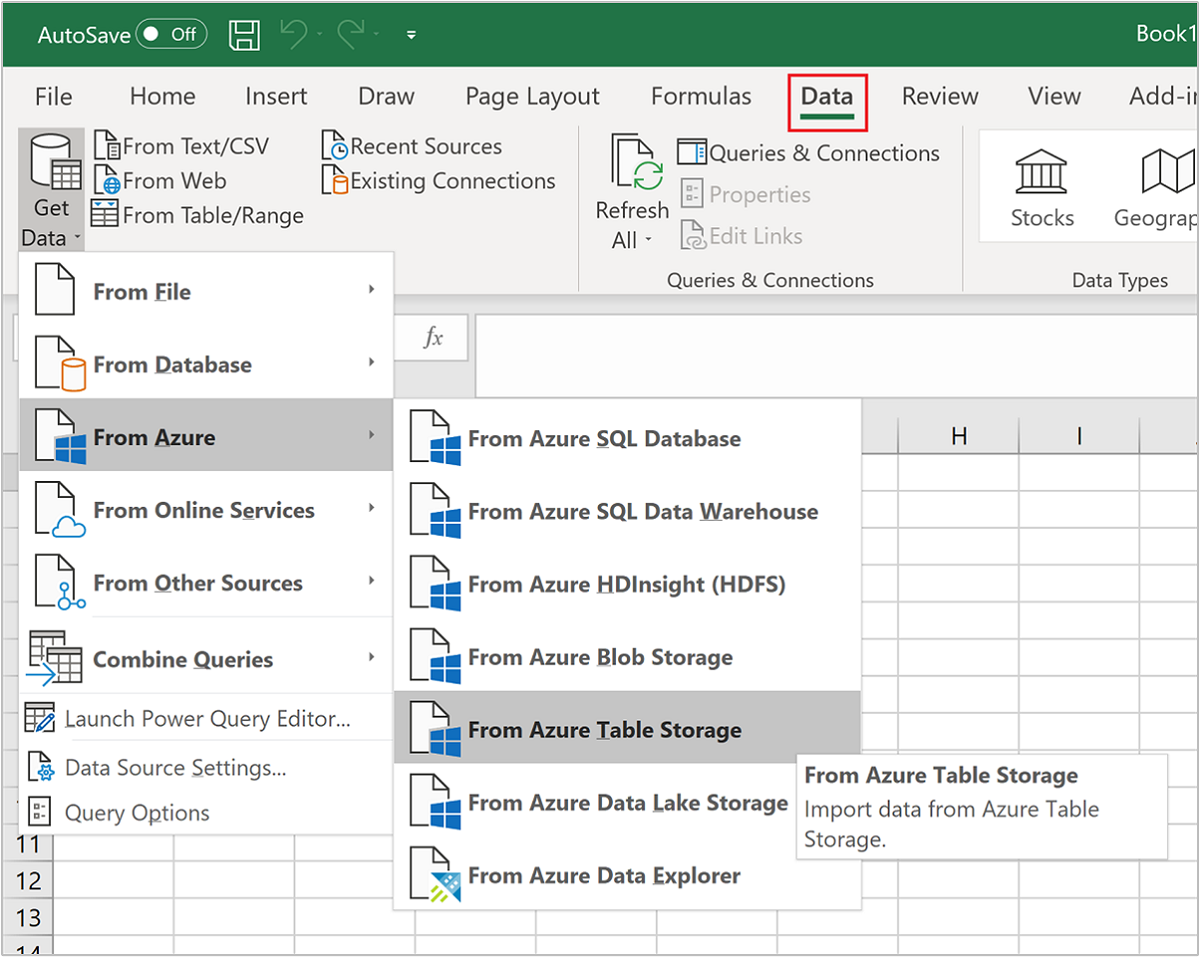 AutoSave Off
Book1
File Home Insert Draw Page Layout Formulas Data Review View Add-in
Get Data
From Text/CSV
From Web
From Table/Range
Recent Sources
Existing Connections
Refresh
All
Queries & Connections
Properties
Edit Links
Queries & Connections
Stocks
Geograp
Data Types
From File
From Database
From Azure
From Online Services
From Other Sources
Combine Queries
Launch Power Query Editor...
Data Source Settings...
Query Options
fx
From Azure SQL Database
From Azure SQL Data Warehouse
From Azure HDInsight (HDFS)
From Azure Blob Storage
From Azure Table Storage
From Azure Data Lake Storage
From Azure Data Explorer
From Azure Table Storage
Import data from Azure Table
Storage.
H I
11
12
13
14